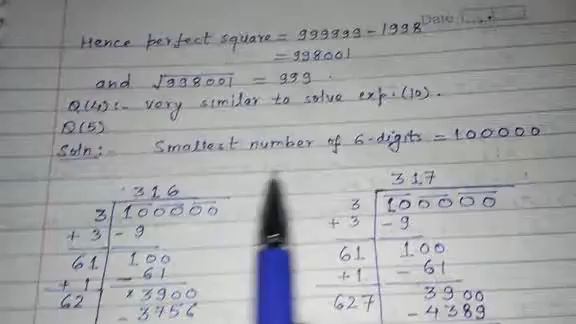 Date
Hence perfect square = 999999 - 1998
= 998001
and √998001 = 999.
Q(4):- very similar to solve exp.(10).
Q(5)
Soln:- Smallest number of 6-digits = 100000
316
3 100000
+ 3 - 9
61 100
+ 1 - 61
62 3900
- 3756
317
3 100000
+ 3 - 9
61 100
+ 1 - 61
627 3900
- 4389